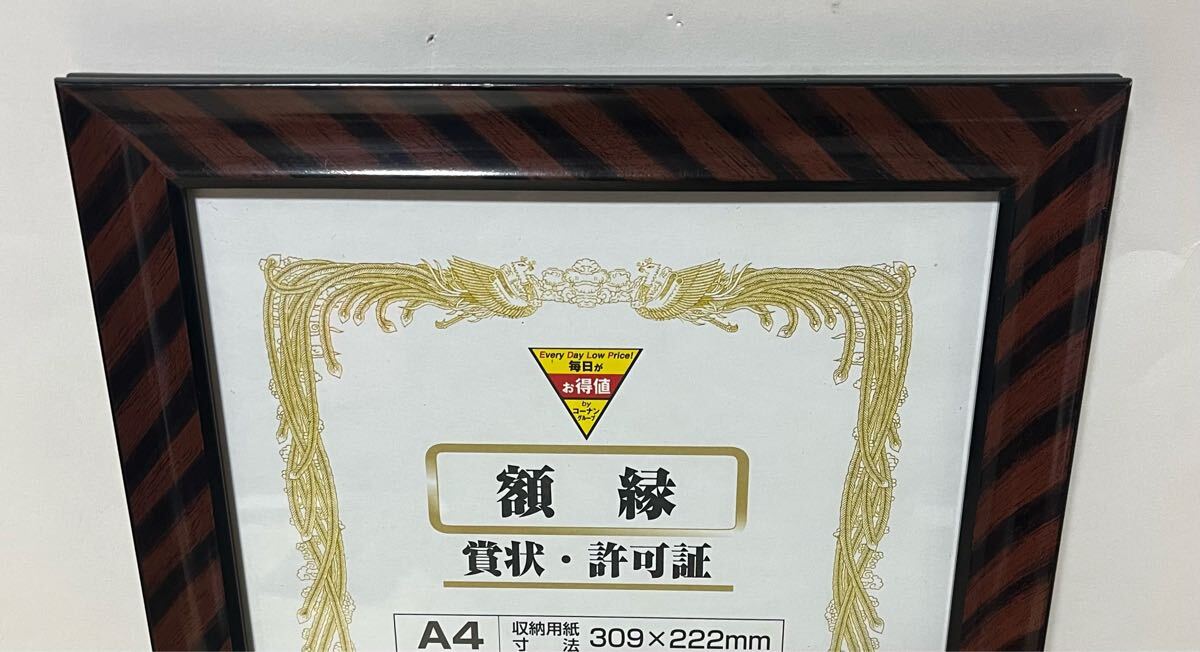 Every Day Low Price!
毎日が
お得値
by
コーナン
グループ
額 縁
賞状・許可証
A4 収納用紙寸法 309×222mm